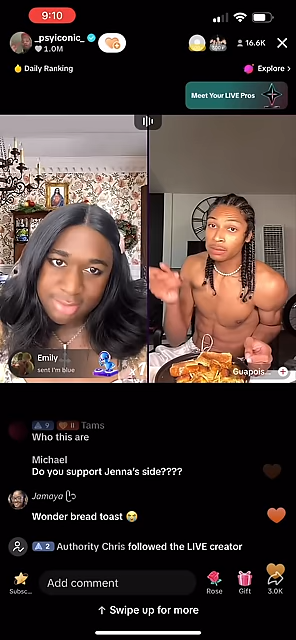 9:10
_psyiconic_
1.0M
16.6K
Daily Ranking
Explore >
Meet Your LIVE Pros
Emily
sent I'm blue
Guapois...
9 II Tams
Who this are
Michael
Do you support Jenna's side????
Jamaya
Wonder bread toast 😭
2 Authority Chris followed the LIVE creator
Subsc...
Add comment
Rose
Gift
3.0K
↑ Swipe up for more